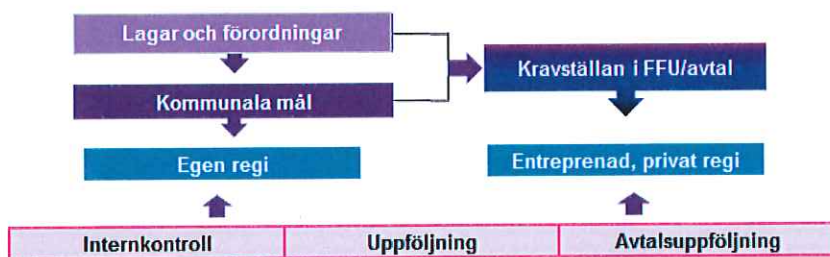 Lagar och förordningar
Kommunala mål
Egen regi
Kravställan i FFU/avtal
Entreprenad, privat regi
Internkontroll
Uppföljning
Avtalsuppföljning